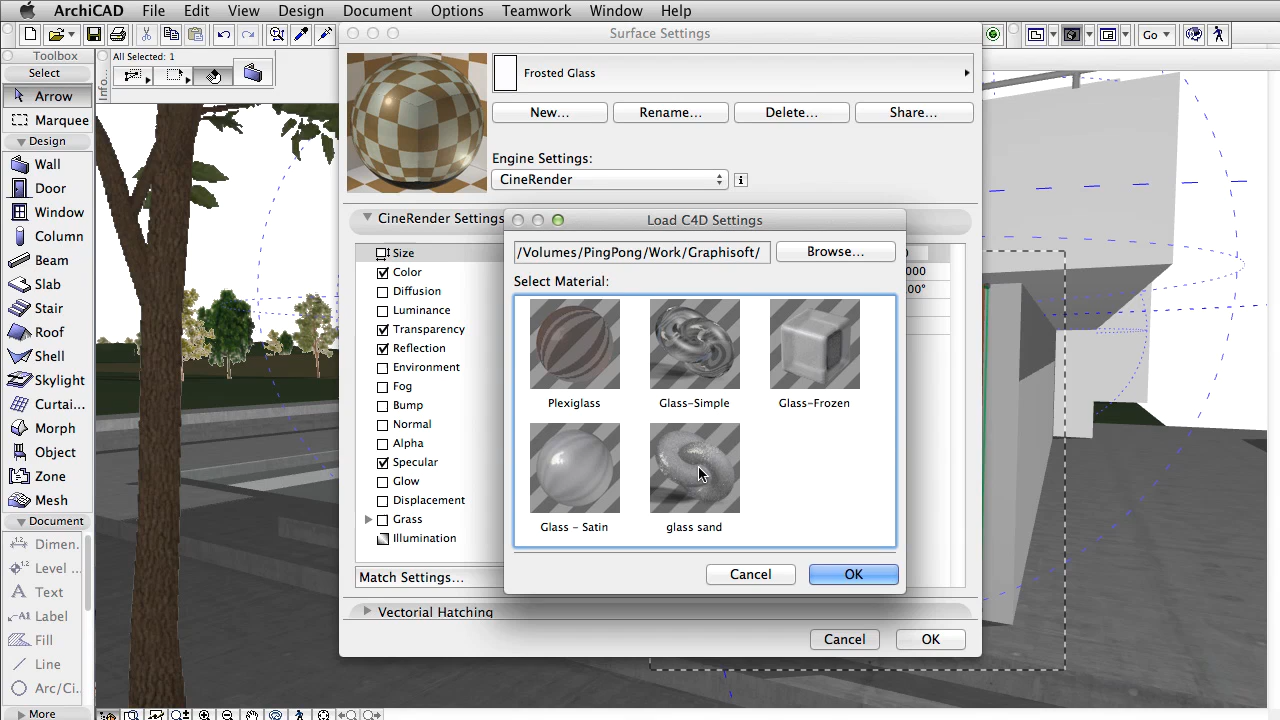 ArchiCAD File Edit View Design Document Options Teamwork Window Help
Surface Settings
Go
Toolbox
All Selected: 1
Select
Info...
Frosted Glass
Arrow
New... Rename... Delete... Share...
Marquee
Design
Engine Settings:
Wall
CineRender
Door
Window
CineRender Settings
Load C4D Settings
Column
Size
/Volumes/PingPong/Work/Graphisoft/ Browse...
Beam
Color
000
Select Material:
Slab
Diffusion
00°
Stair
Luminance
Roof
Transparency
Shell
Reflection
Skylight
Environment
Curtai...
Fog
Plexiglass Glass-Simple Glass-Frozen
Morph
Bump
Normal
Object
Alpha
Zone
Specular
Mesh
Glow
Document
Displacement
Glass - Satin glass sand
Grass
Dimen.
Illumination
Level ..
Match Settings...
Cancel OK
Text
Label
Vectorial Hatching
Fill
Cancel OK
Line
Arc/Ci..
More